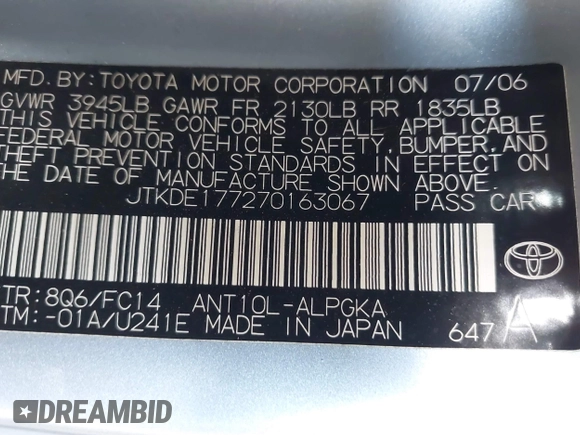 MFD.BY:TOYOTA MOTOR CORPORATION 07/06
GVWR 3945LB GAWR FR 2130LB RR 1835LB
THIS VEHICLE CONFORMS TO ALL APPLICABLE
FEDERAL MOTOR VEHICLE SAFETY,BUMPER,AND
THEFT PREVENTION STANDARDS IN EFFECT ON
THE DATE OF MANUFACTURE SHOWN ABOVE.
JTKDE177270163067 PASS CAR
TR:8Q6/FC14 ANT10L-ALPGKA
TM:-01A/U241E MADE IN JAPAN 647 A
DREAMBID